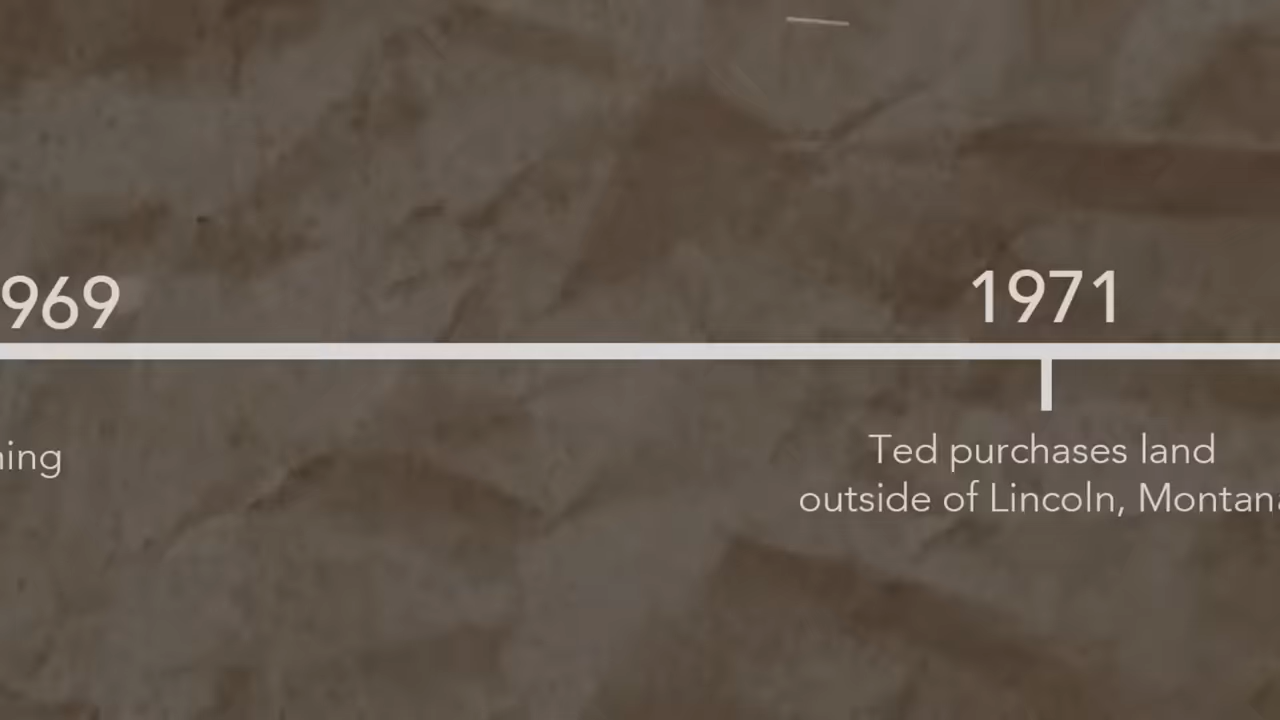 969
1971
ning
Ted purchases land
outside of Lincoln, Montana